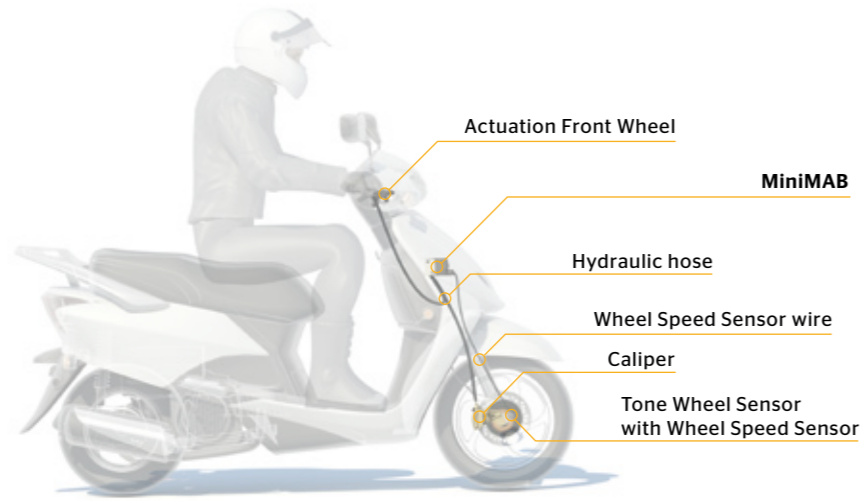 Actuation Front Wheel
MiniMAB
Hydraulic hose
Wheel Speed Sensor wire
Caliper
Tone Wheel Sensor
with Wheel Speed Sensor